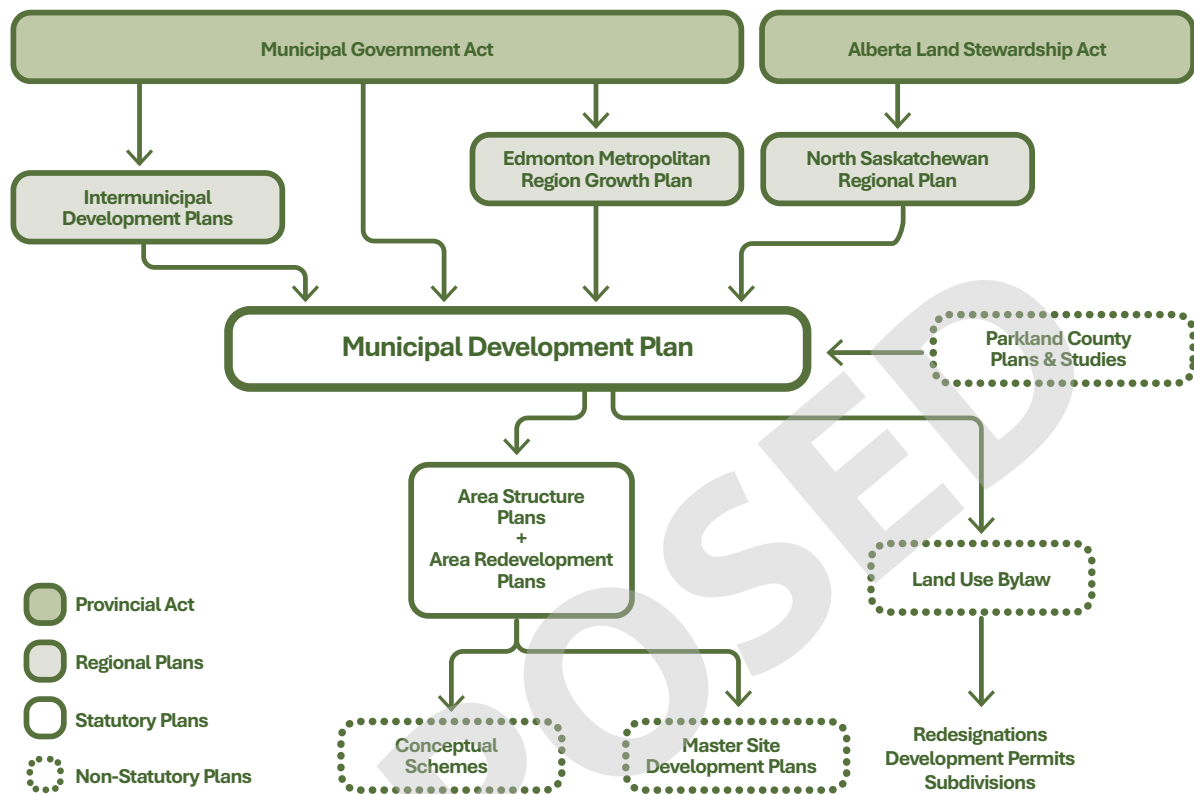 Municipal Government Act
Alberta Land Stewardship Act
Edmonton Metropolitan
Region Growth Plan
North Saskatchewan
Regional Plan
Intermunicipal
Development Plans
Municipal Development Plan
Parkland County
Plans & Studies
Area Structure
Plans
+
Area Redevelopment
Plans
Land Use Bylaw
Conceptual
Schemes
Master Site
Development Plans
Redesignations
Development Permits
Subdivisions
Provincial Act
Regional Plans
Statutory Plans
Non-Statutory Plans
POSED